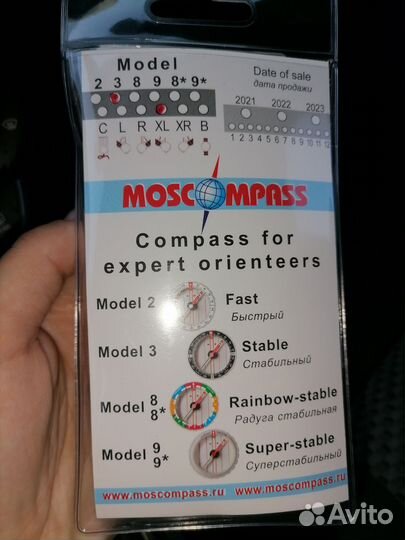 Model
2 3 8 9 8* 9*
C L R XL XR B
Date of sale
дата продажи
2021 2022 2023
1 2 3 4 5 6 7 8 9 10 11 12
MOSCOMPASS
Compass for
expert orienteers
Model 2 Fast
Быстрый
Model 3 Stable
Стабильный
Model 8
8*
Rainbow-stable
Радуга стабильная
Model 9
9*
Super-stable
Суперстабильный
www.moscompass.ru www.moscompass.ru
Avito